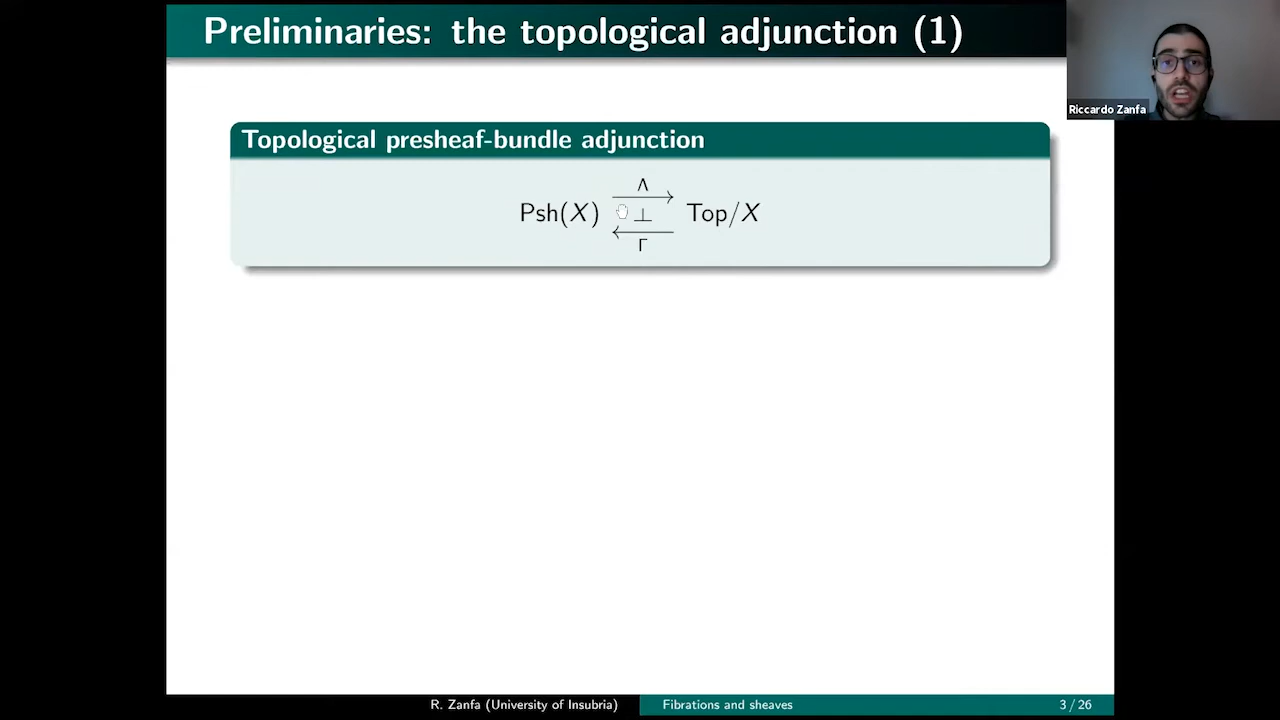 Preliminaries: the topological adjunction (1)
Riccardo Zanfa
Topological presheaf-bundle adjunction
Λ
Psh(X) ⊥ Top/X
Γ
R. Zanfa (University of Insubria) Fibrations and sheaves 3 / 26